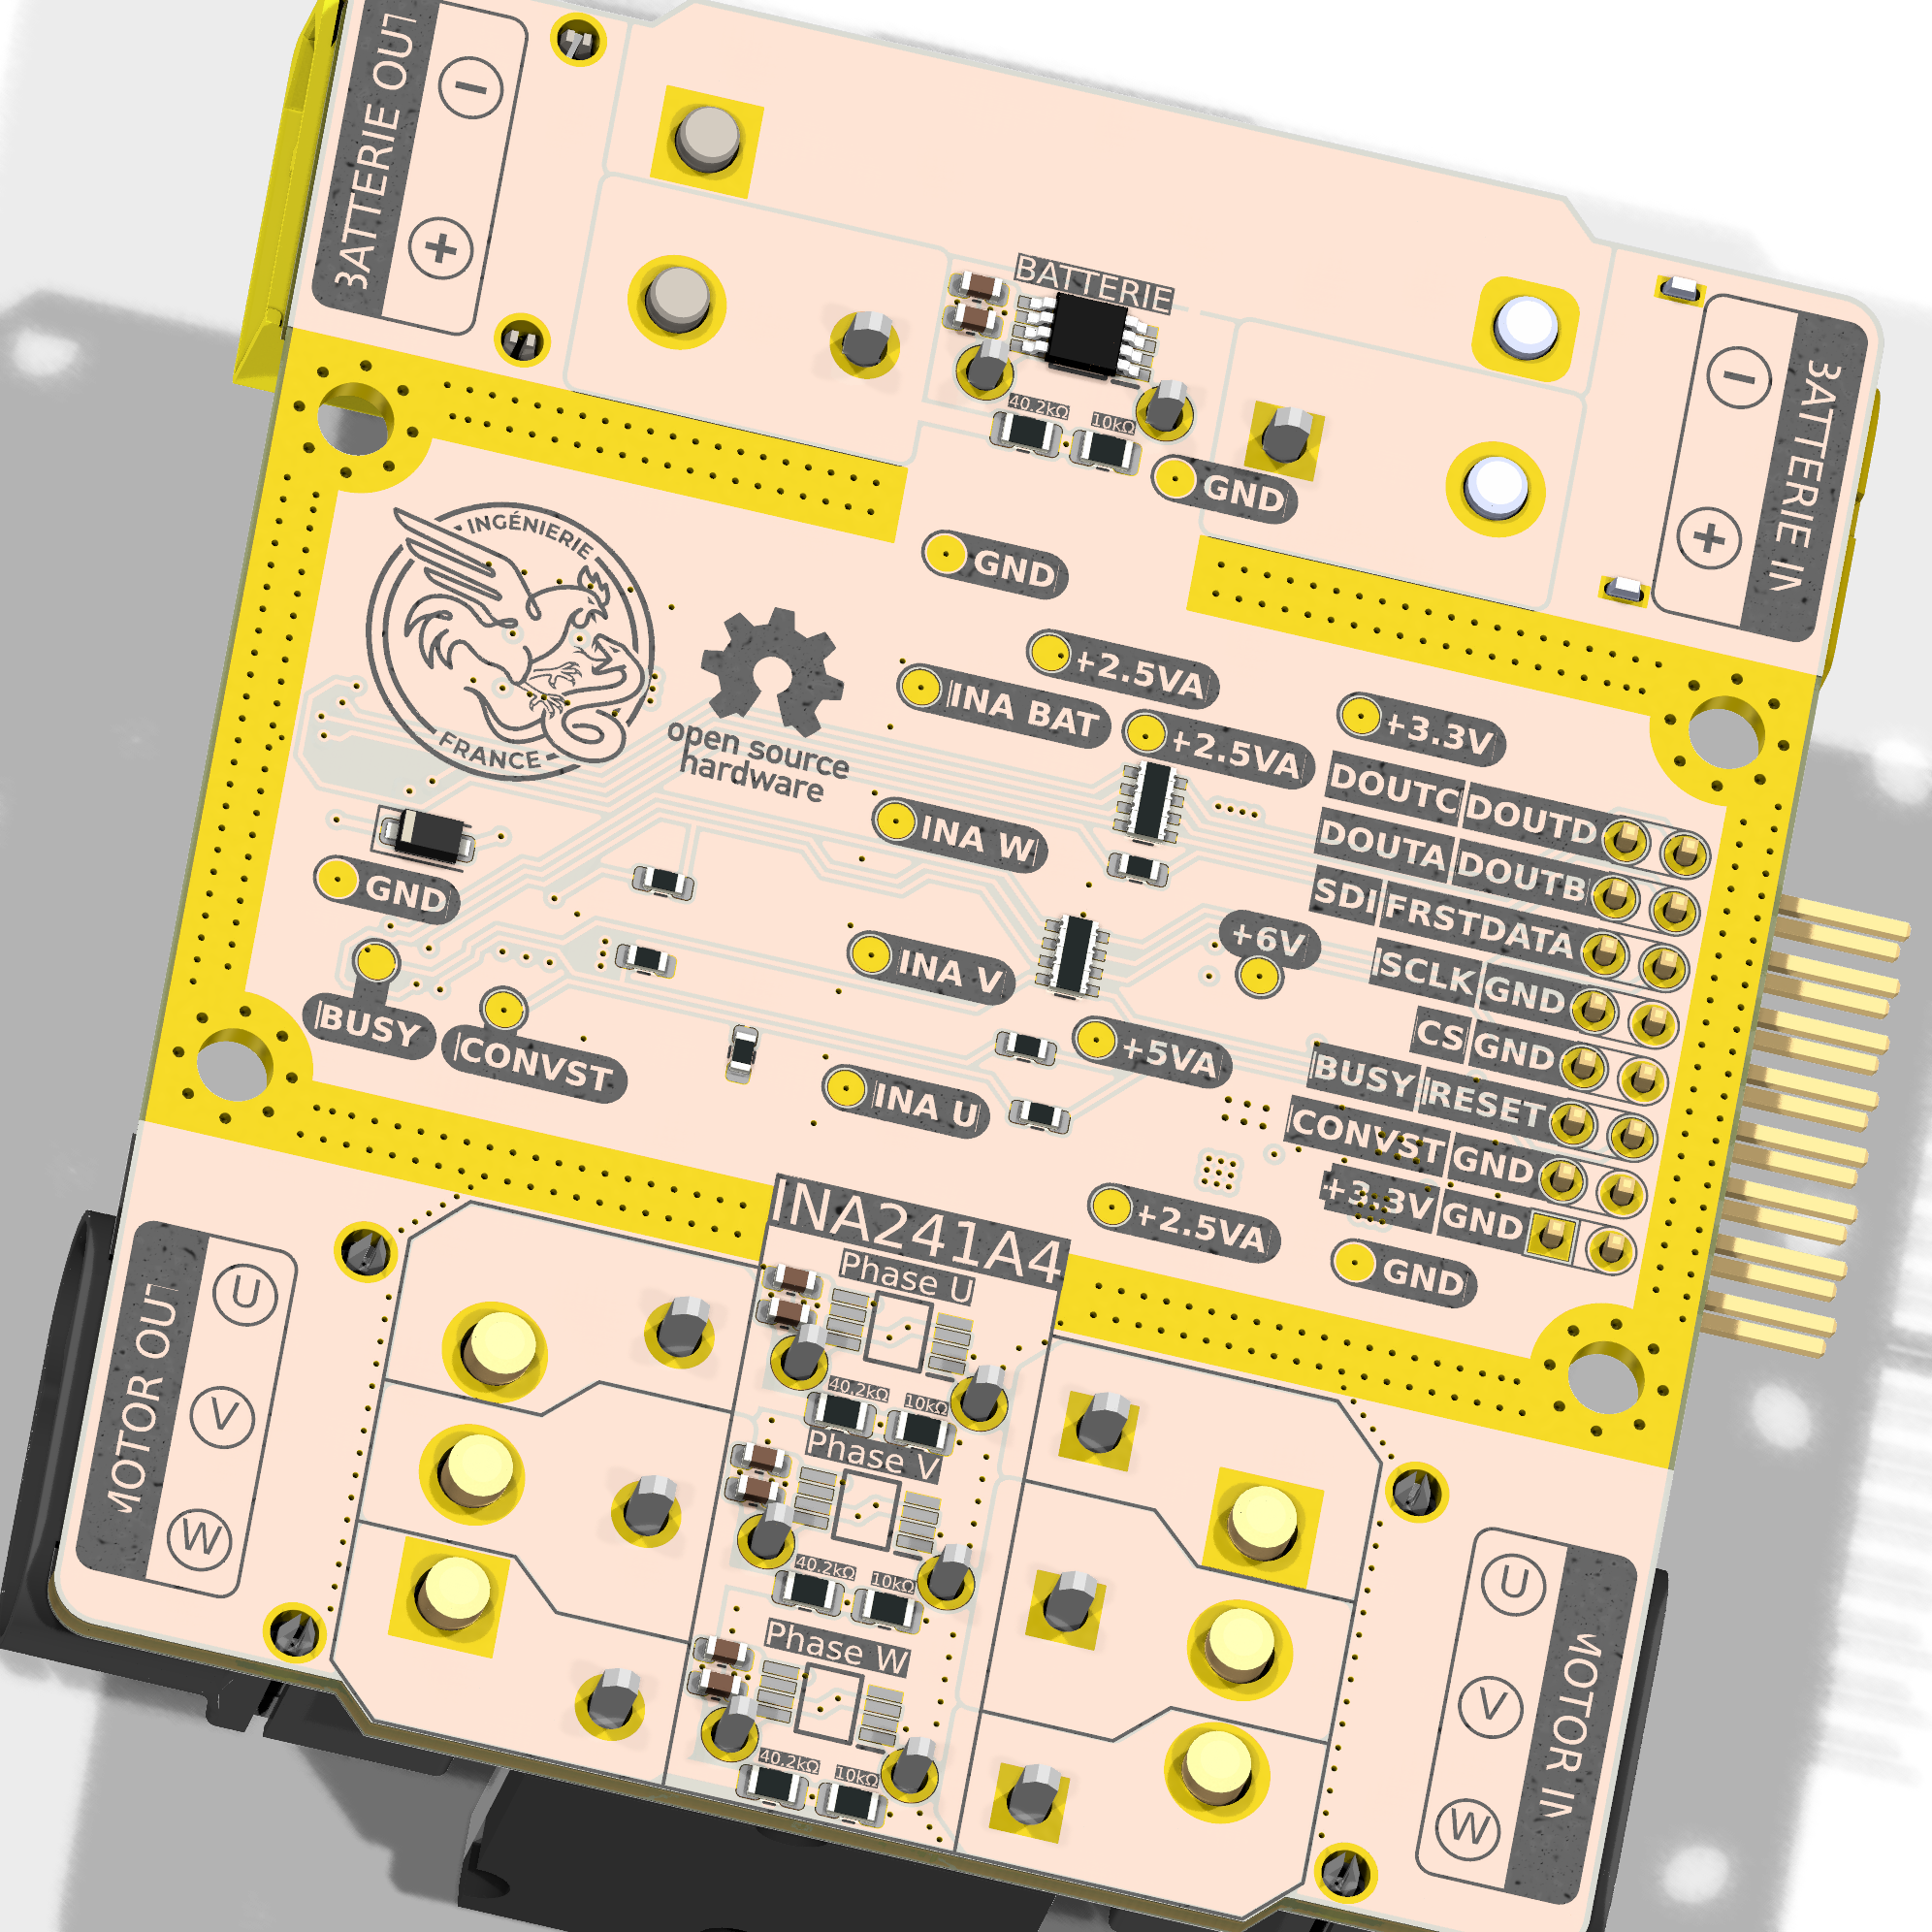 BATTERIE OUT
BATTERIE
40.2kΩ
10kΩ
GND
BATTERIE IN
GND
INGÉNIERIE
FRANCE
open source
hardware
+2.5VA
INA BAT
+2.5VA
+3.3V
DOUTC DOUTD
DOUTA DOUTB
SDI FRSTDATA
SCLK GND
CS GND
BUSY RESET
CONVST GND
+3.3V GND
INA W
GND
+6V
INA V
BUSY
CONVST
+5VA
INA U
+2.5VA
GND
INA241A4
Phase U
40.2kΩ
10kΩ
Phase V
40.2kΩ
10kΩ
Phase W
40.2kΩ
10kΩ
MOTOR OUT
U
V
W
MOTOR IN
U
V
W